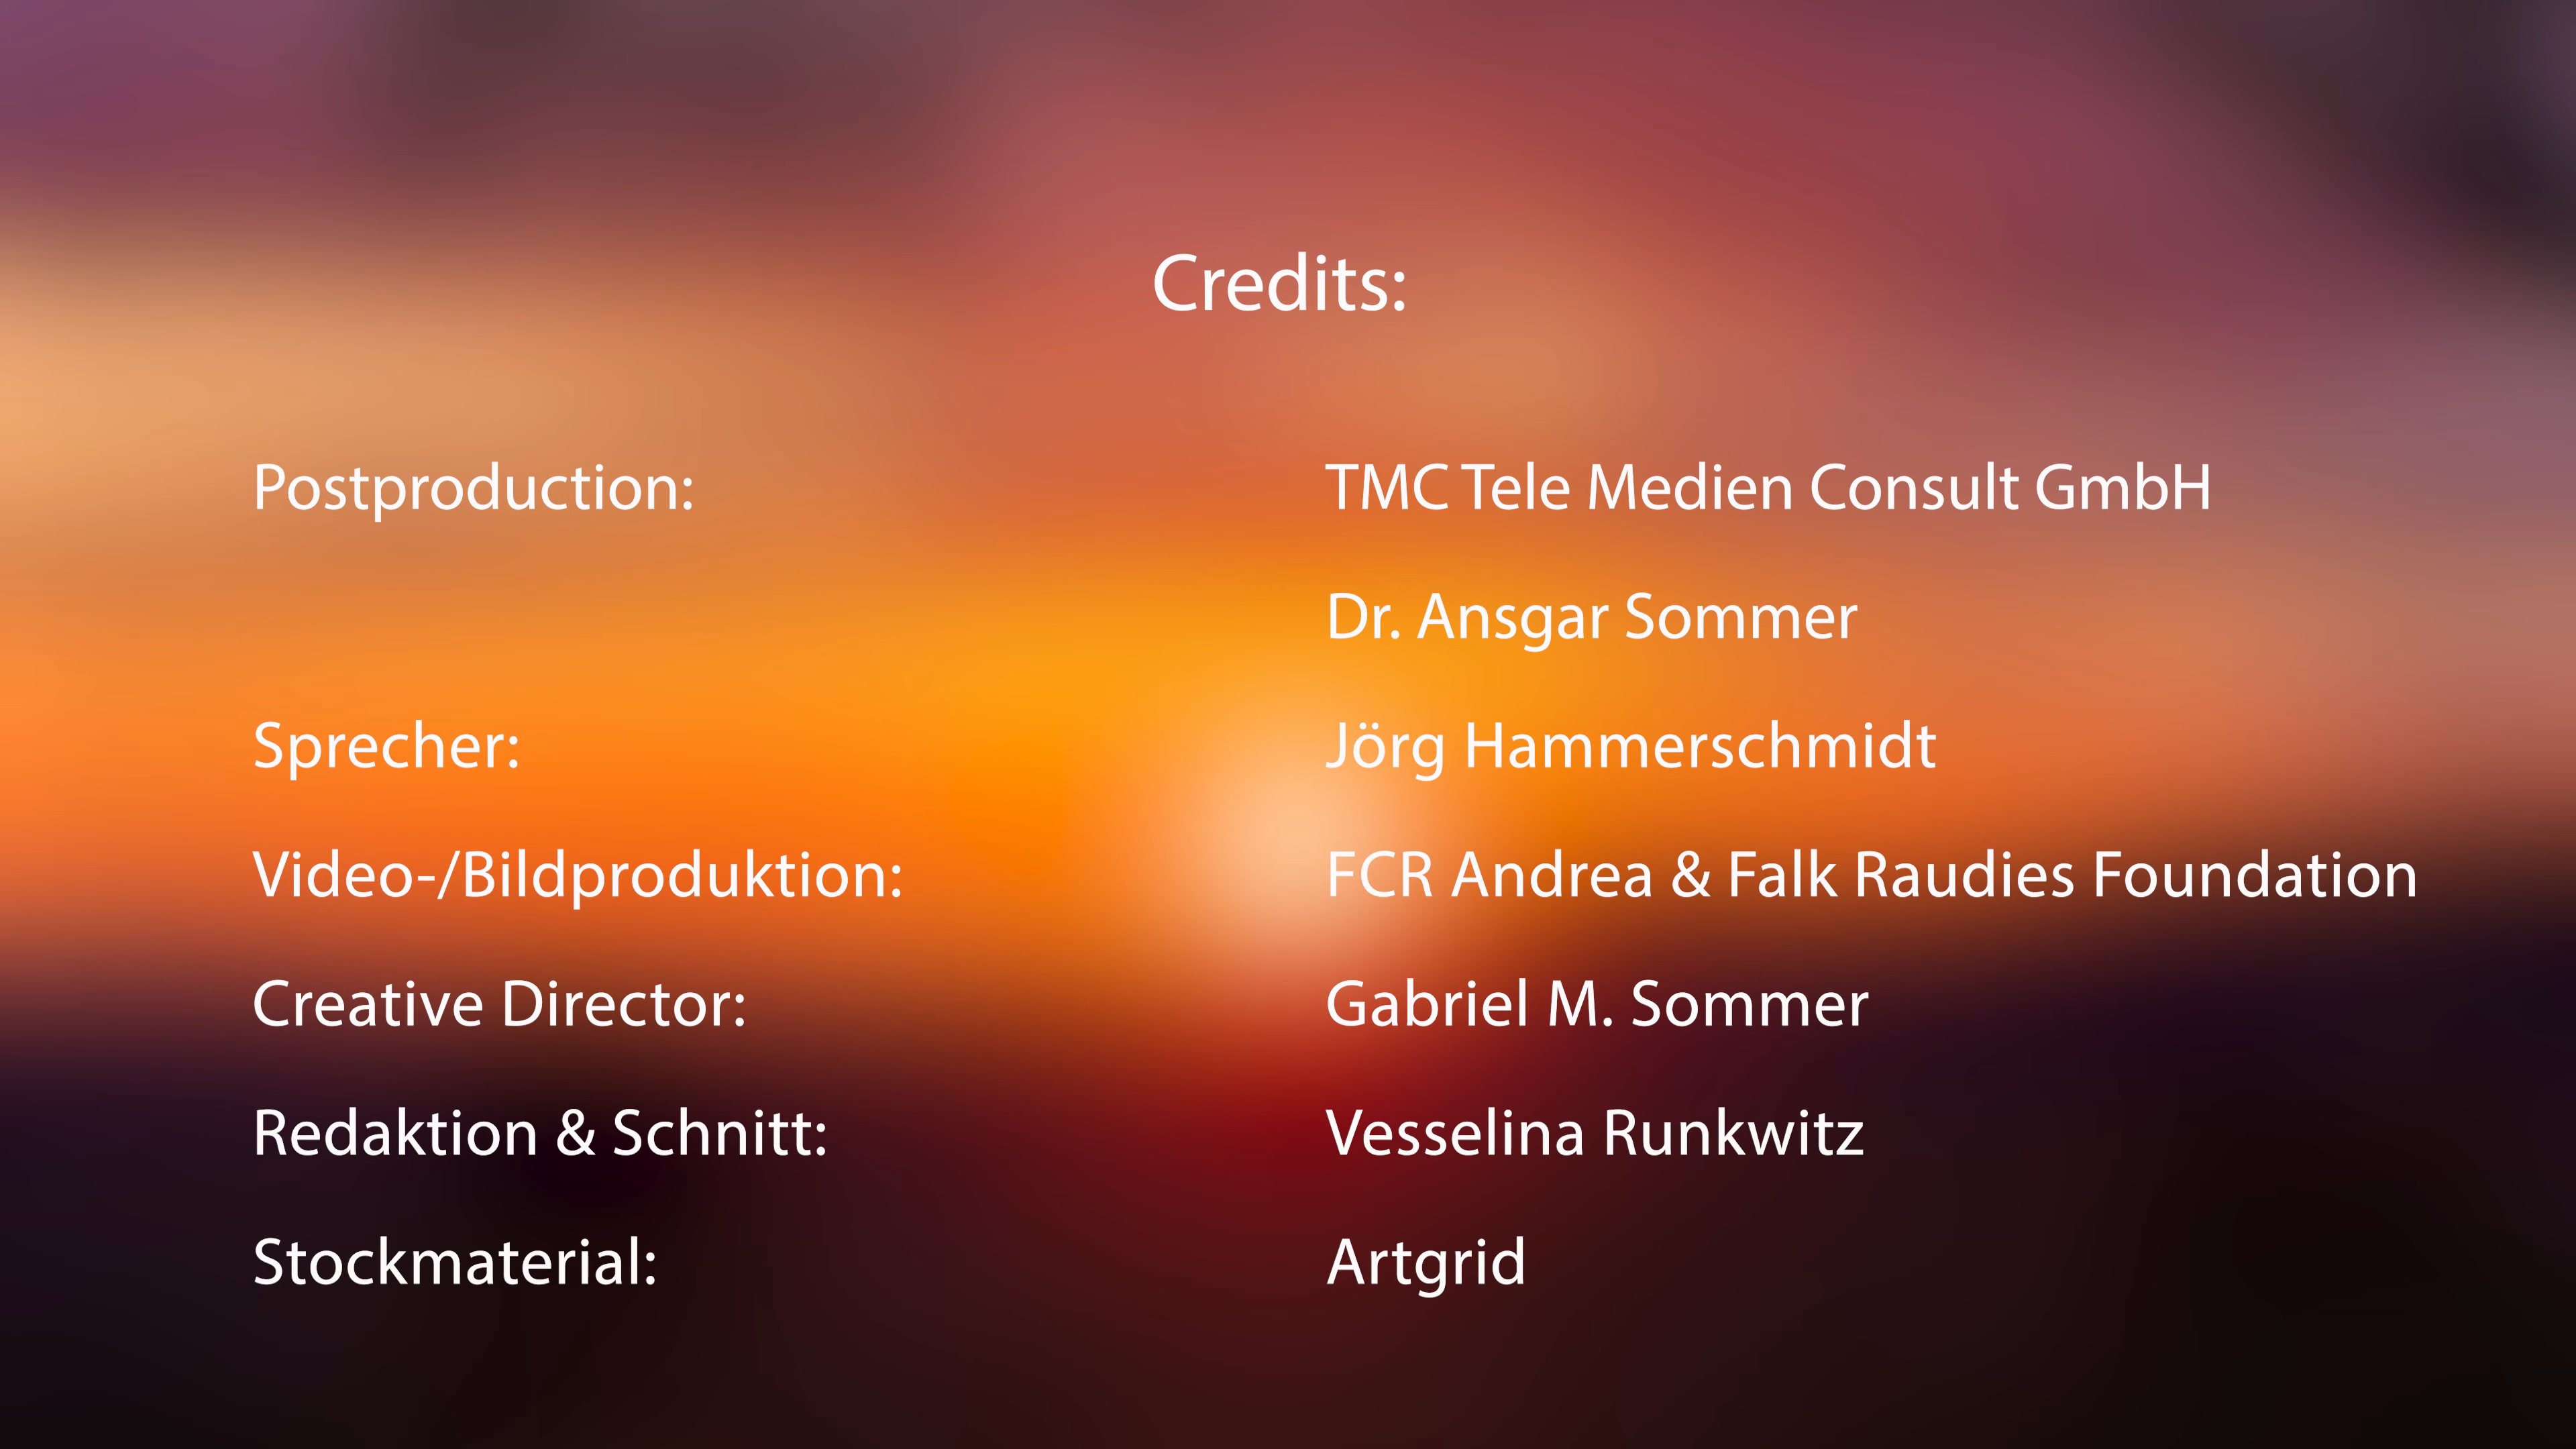 Credits:
Postproduction: TMC Tele Medien Consult GmbH
Dr. Ansgar Sommer
Sprecher: Jörg Hammerschmidt
Video-/Bildproduktion: FCR Andrea & Falk Raudies Foundation
Creative Director: Gabriel M. Sommer
Redaktion & Schnitt: Vesselina Runkwitz
Stockmaterial: Artgrid